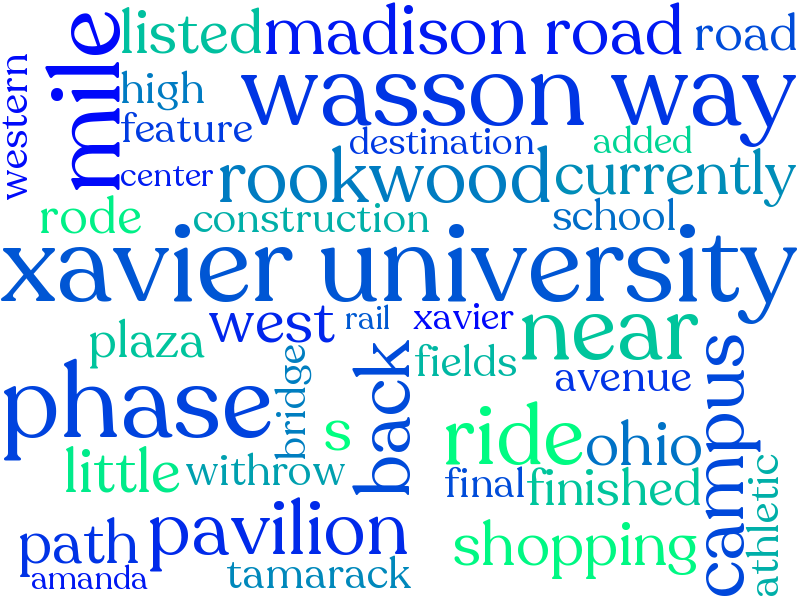 listed madison road road
mile
western
high
wasson way
feature
destination
added
center
rookwood
currently
rode
construction
school
xavier university
west
rail
xavier
near
plaza
fields
avenue
phase
bridge
back
s
ride
ohio
campus
little
withrow
final
finished
athletic
path
pavilion
shopping
amanda
tamarack